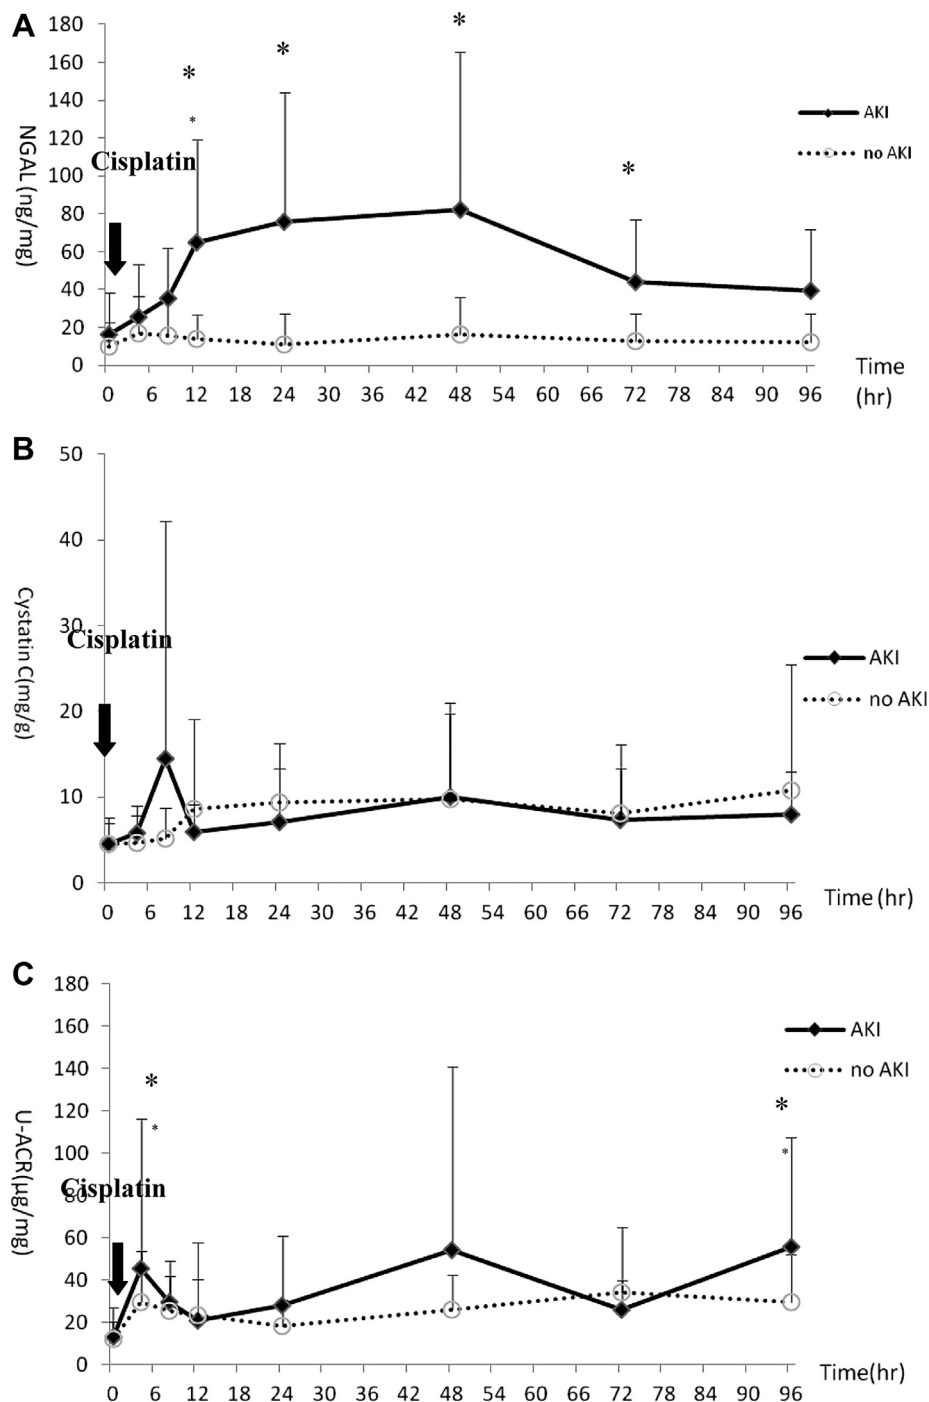 A
180
160
140
120
100
80
60
40
20
0
NGAL (ng/mg)
*
*
*
*
*
Cisplatin
AKI
no AKI
0 6 12 18 24 30 36 42 48 54 60 66 72 78 84 90 96
Time
(hr)
B
50
40
30
20
10
0
Cystatin C(mg/g)
Cisplatin
AKI
no AKI
0 6 12 18 24 30 36 42 48 54 60 66 72 78 84 90 96
Time (hr)
C
180
160
140
120
100
80
60
40
20
0
U-ACR(µg/mg)
*
*
*
*
Cisplatin
AKI
no AKI
0 6 12 18 24 30 36 42 48 54 60 66 72 78 84 90 96
Time(hr)